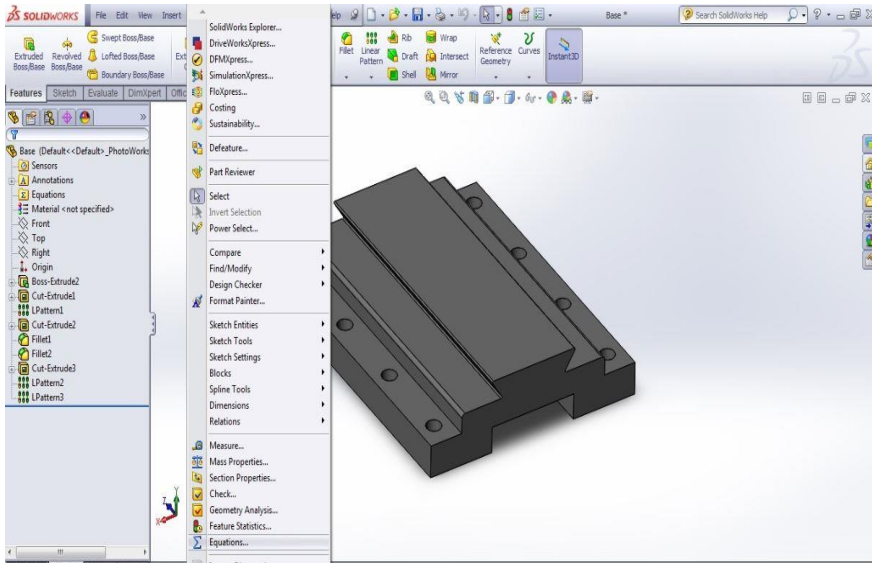 SOLIDWORKS File Edit View Insert
Base *
Search SolidWorks Help
Extruded Boss/Base
Revolved Boss/Base
Swept Boss/Base
Lofted Boss/Base
Boundary Boss/Base
Fillet
Linear Pattern
Rib
Draft
Shell
Wrap
Intersect
Mirror
Reference Geometry
Curves
Instant3D
Features Sketch Evaluate DimXpert
Base (Default<<Default>_PhotoWorks
Sensors
Annotations
Equations
Material <not specified>
Front
Top
Right
Origin
Boss-Extrude2
Cut-Extrude1
LPattern1
Cut-Extrude2
Fillet1
Fillet2
Cut-Extrude3
LPattern2
LPattern3
SolidWorks Explorer...
DriveWorksXpress...
DFMXpress...
SimulationXpress...
FloXpress...
Costing
Sustainability...
Defeature...
Part Reviewer
Select
Invert Selection
Power Select...
Compare
Find/Modify
Design Checker
Format Painter...
Sketch Entities
Sketch Tools
Sketch Settings
Blocks
Spline Tools
Dimensions
Relations
Measure...
Mass Properties...
Section Properties...
Check...
Geometry Analysis...
Feature Statistics...
Equations...
Z
Y
X